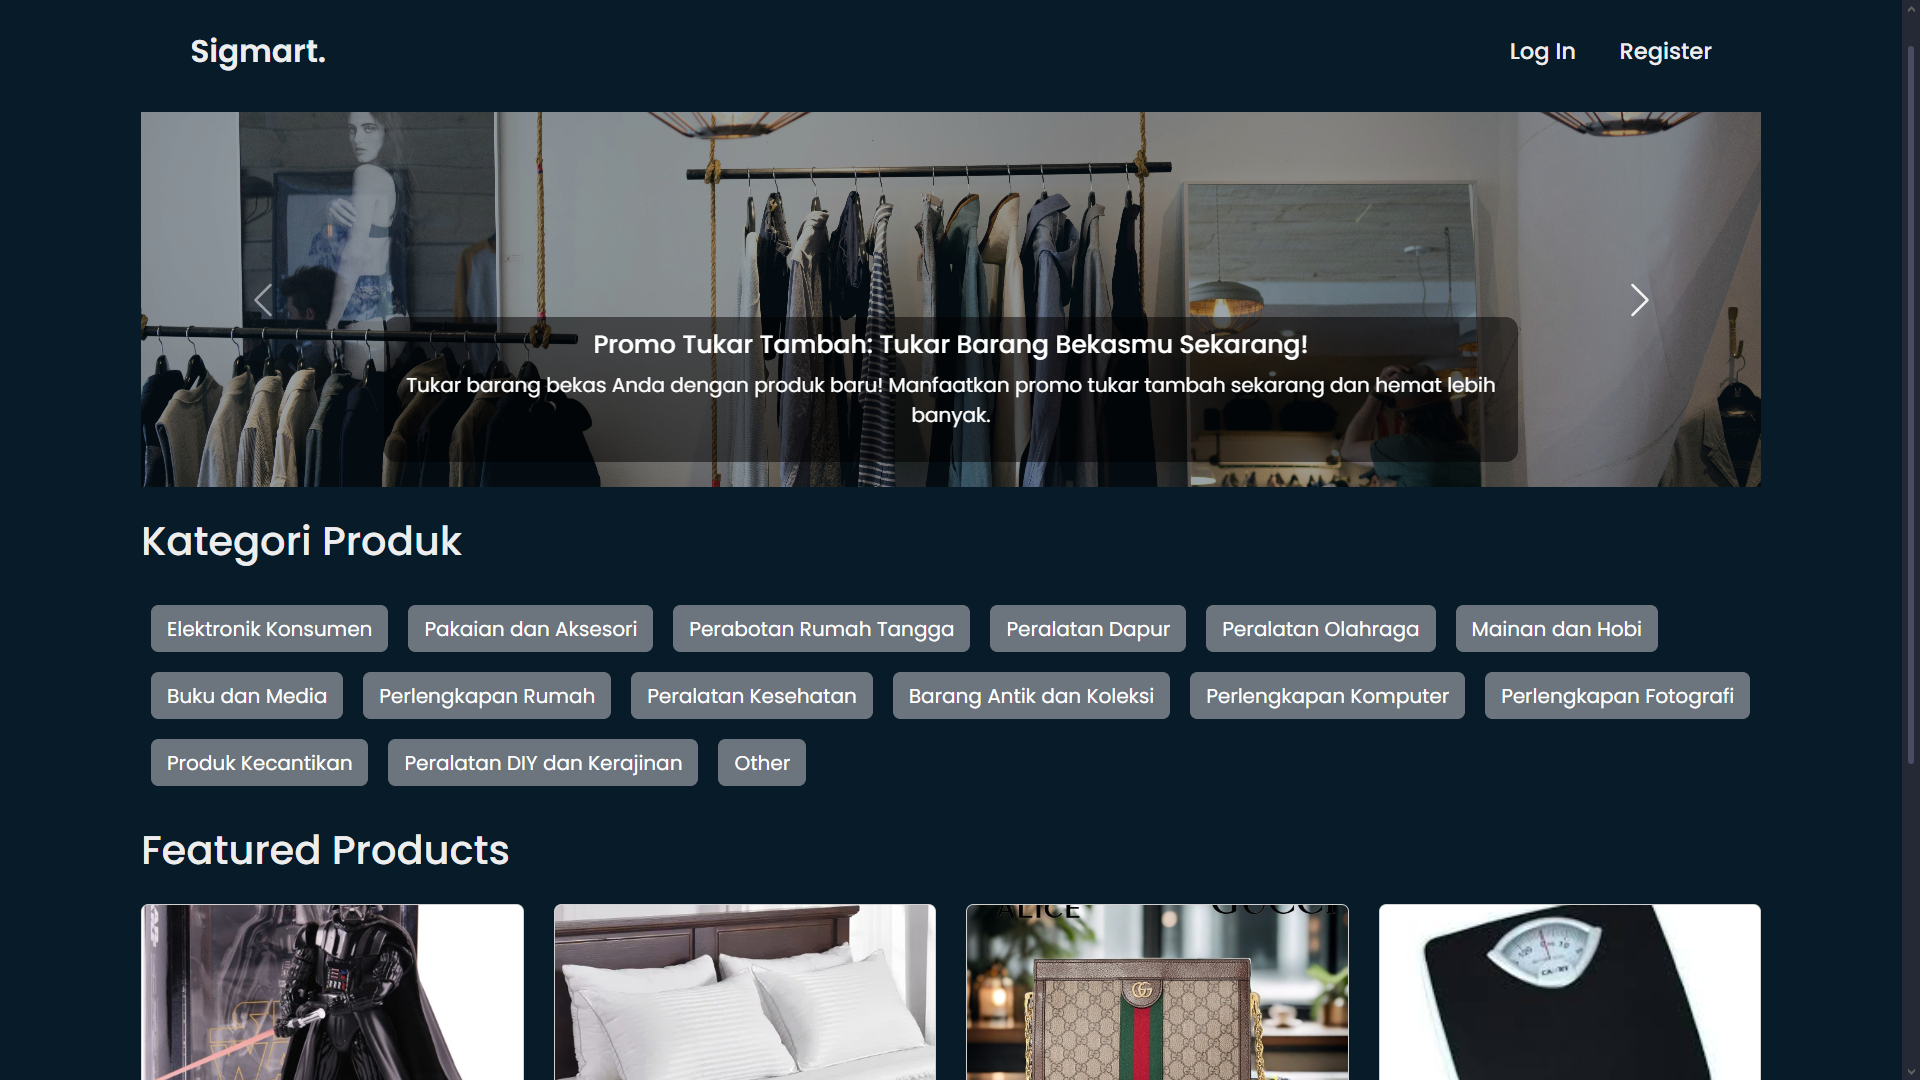 Sigmart.
Log In
Register
Promo Tukar Tambah: Tukar Barang Bekasmu Sekarang!
Tukar barang bekas Anda dengan produk baru! Manfaatkan promo tukar tambah sekarang dan hemat lebih
banyak.
Kategori Produk
Elektronik Konsumen
Pakaian dan Aksesori
Perabotan Rumah Tangga
Peralatan Dapur
Peralatan Olahraga
Mainan dan Hobi
Buku dan Media
Perlengkapan Rumah
Peralatan Kesehatan
Barang Antik dan Koleksi
Perlengkapan Komputer
Perlengkapan Fotografi
Produk Kecantikan
Peralatan DIY dan Kerajinan
Other
Featured Products
ALICE
GUCCI
CAMRY